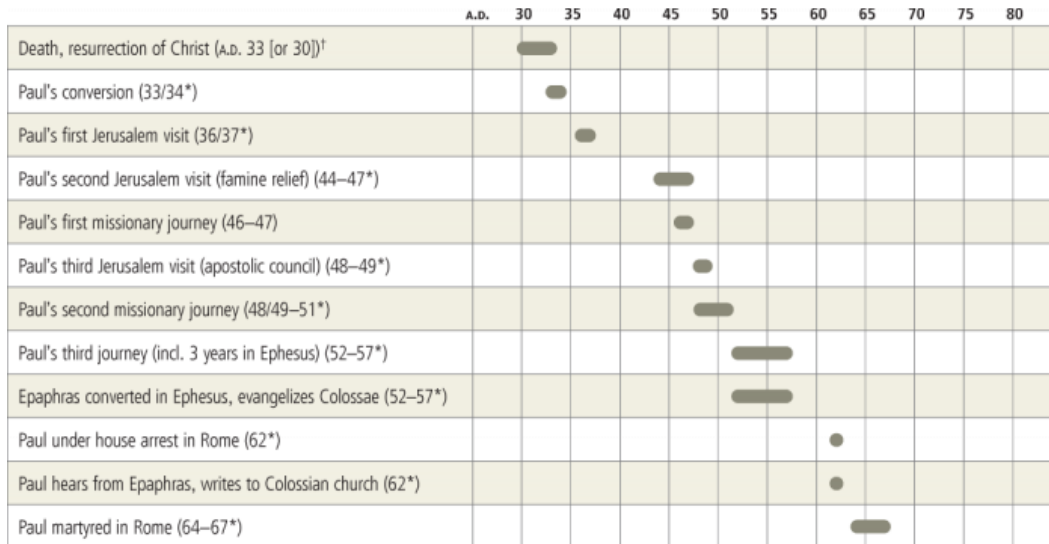 A.D. 30 35 40 45 50 55 60 65 70 75 80
Death, resurrection of Christ (A.D. 33 [or 30])†
Paul's conversion (33/34*)
Paul's first Jerusalem visit (36/37*)
Paul's second Jerusalem visit (famine relief) (44–47*)
Paul's first missionary journey (46–47)
Paul's third Jerusalem visit (apostolic council) (48–49*)
Paul's second missionary journey (48/49–51*)
Paul's third journey (incl. 3 years in Ephesus) (52–57*)
Epaphras converted in Ephesus, evangelizes Colossae (52–57*)
Paul under house arrest in Rome (62*)
Paul hears from Epaphras, writes to Colossian church (62*)
Paul martyred in Rome (64–67*)